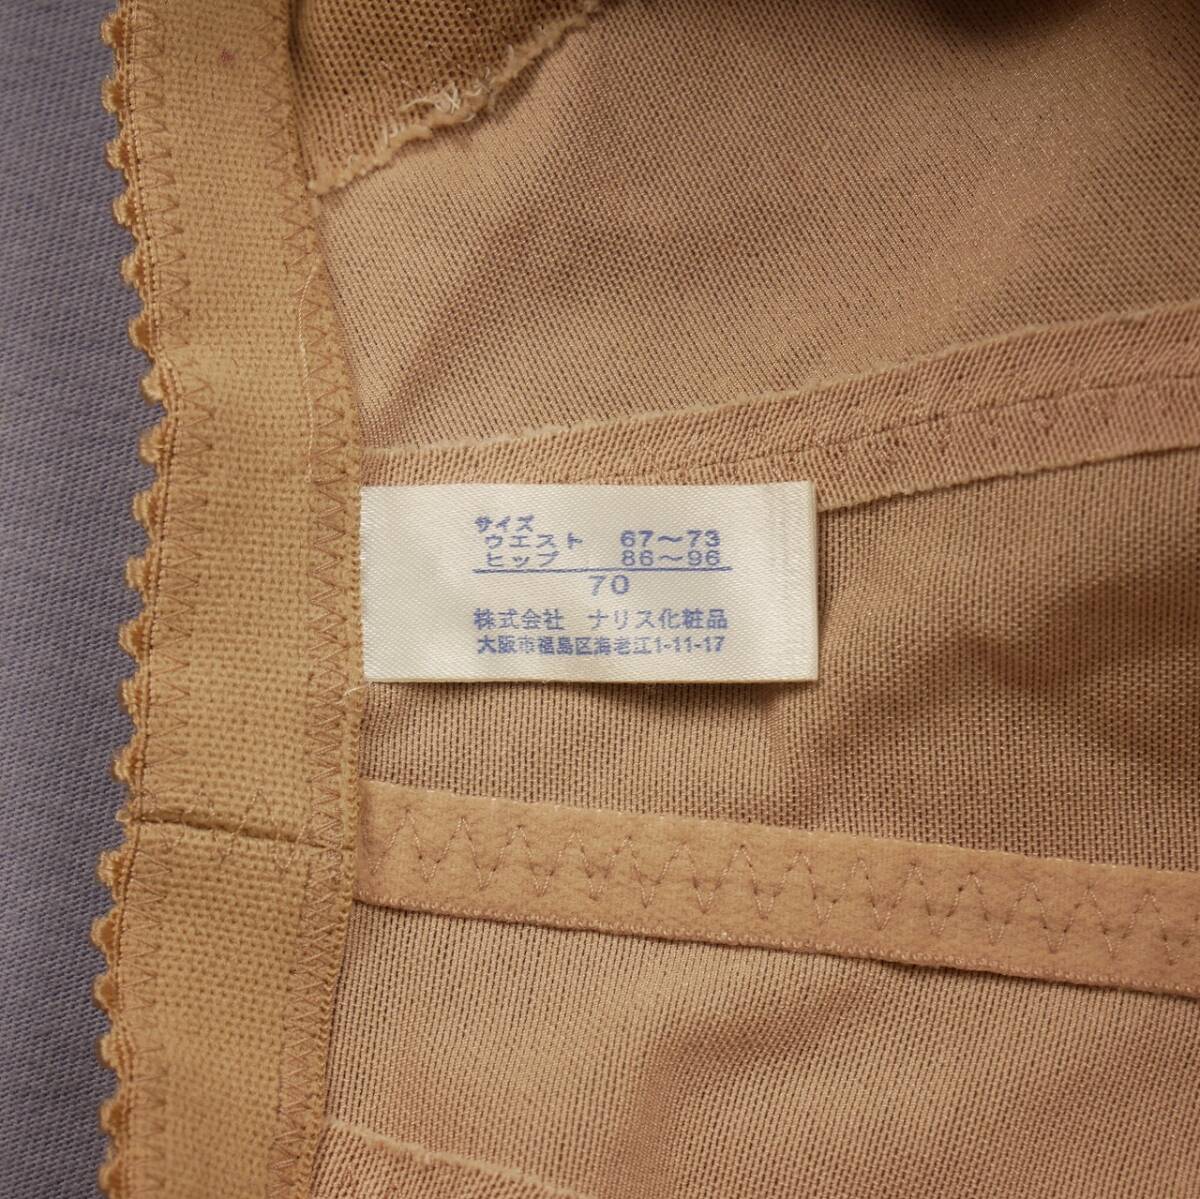 サイズ
ウエスト 67〜73
ヒップ 86〜96
70
株式会社 ナリス化粧品
大阪市福島区海老江1-11-17